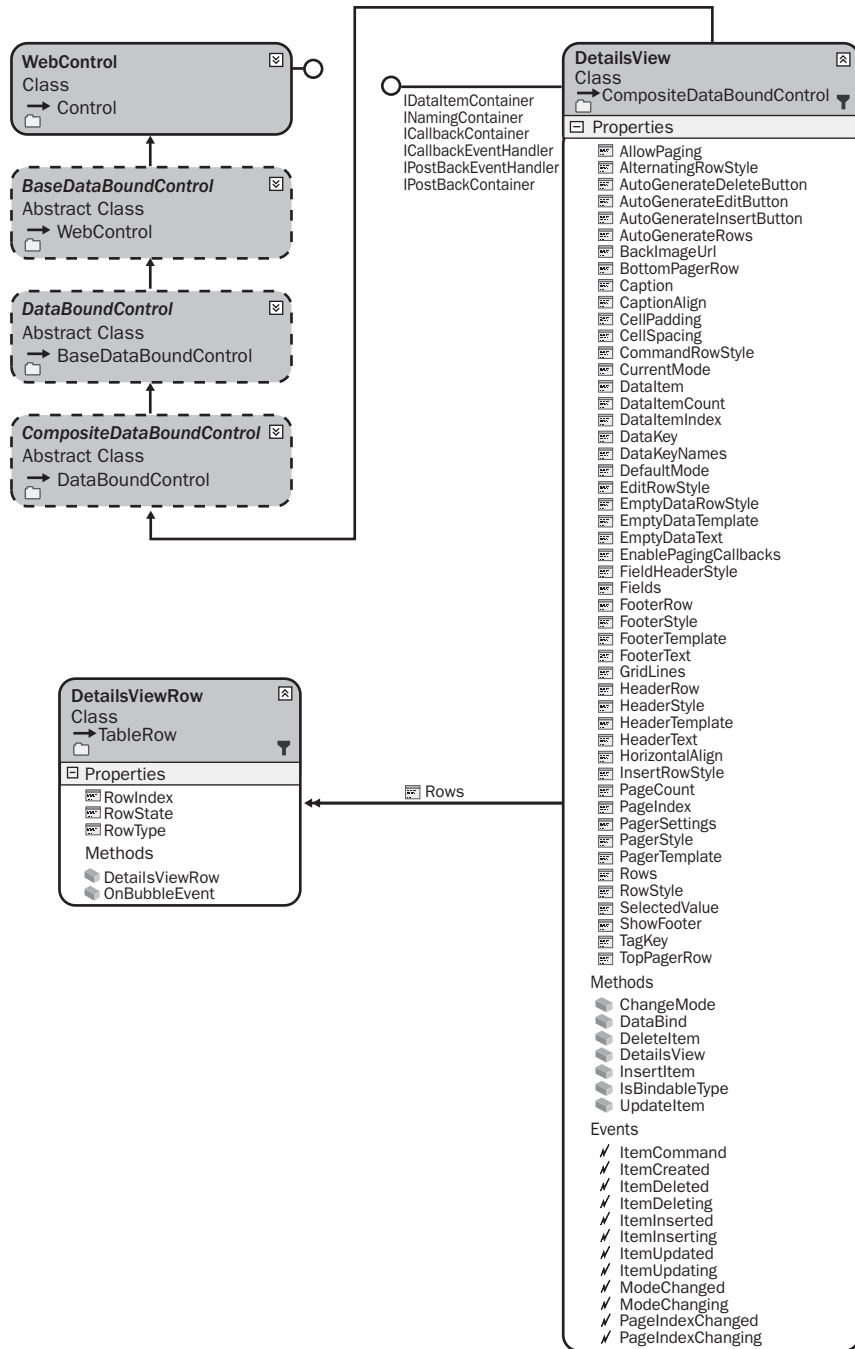 WebControl
Class
Control
BaseDataBoundControl
Abstract Class
WebControl
DataBoundControl
Abstract Class
BaseDataBoundControl
CompositeDataBoundControl
Abstract Class
DataBoundControl
IDataItemContainer
INamingContainer
ICallbackContainer
ICallbackEventHandler
IPostBackEventHandler
IPostBackContainer
DetailsViewRow
Class
TableRow
Properties
RowIndex
RowState
RowType
Methods
DetailsViewRow
OnBubbleEvent
Rows
DetailsView
Class
CompositeDataBoundControl
Properties
AllowPaging
AlternatingRowStyle
AutoGenerateDeleteButton
AutoGenerateEditButton
AutoGenerateInsertButton
AutoGenerateRows
BackImageUrl
BottomPagerRow
Caption
CaptionAlign
CellPadding
CellSpacing
CommandRowStyle
CurrentMode
DataItem
DataItemCount
DataItemIndex
DataKey
DataKeyNames
DefaultMode
EditRowStyle
EmptyDataRowStyle
EmptyDataTemplate
EmptyDataText
EnablePagingCallbacks
FieldHeaderStyle
Fields
FooterRow
FooterStyle
FooterTemplate
FooterText
GridLines
HeaderRow
HeaderStyle
HeaderTemplate
HeaderText
HorizontalAlign
InsertRowStyle
PageCount
PageIndex
PagerSettings
PagerStyle
PagerTemplate
Rows
RowStyle
SelectedValue
ShowFooter
TagKey
TopPagerRow
Methods
ChangeMode
DataBind
DeleteItem
DetailsView
InsertItem
IsBindableType
UpdateItem
Events
ItemCommand
ItemCreated
ItemDeleted
ItemDeleting
ItemInserted
ItemInserting
ItemUpdated
ItemUpdating
ModeChanged
ModeChanging
PageIndexChanged
PageIndexChanging